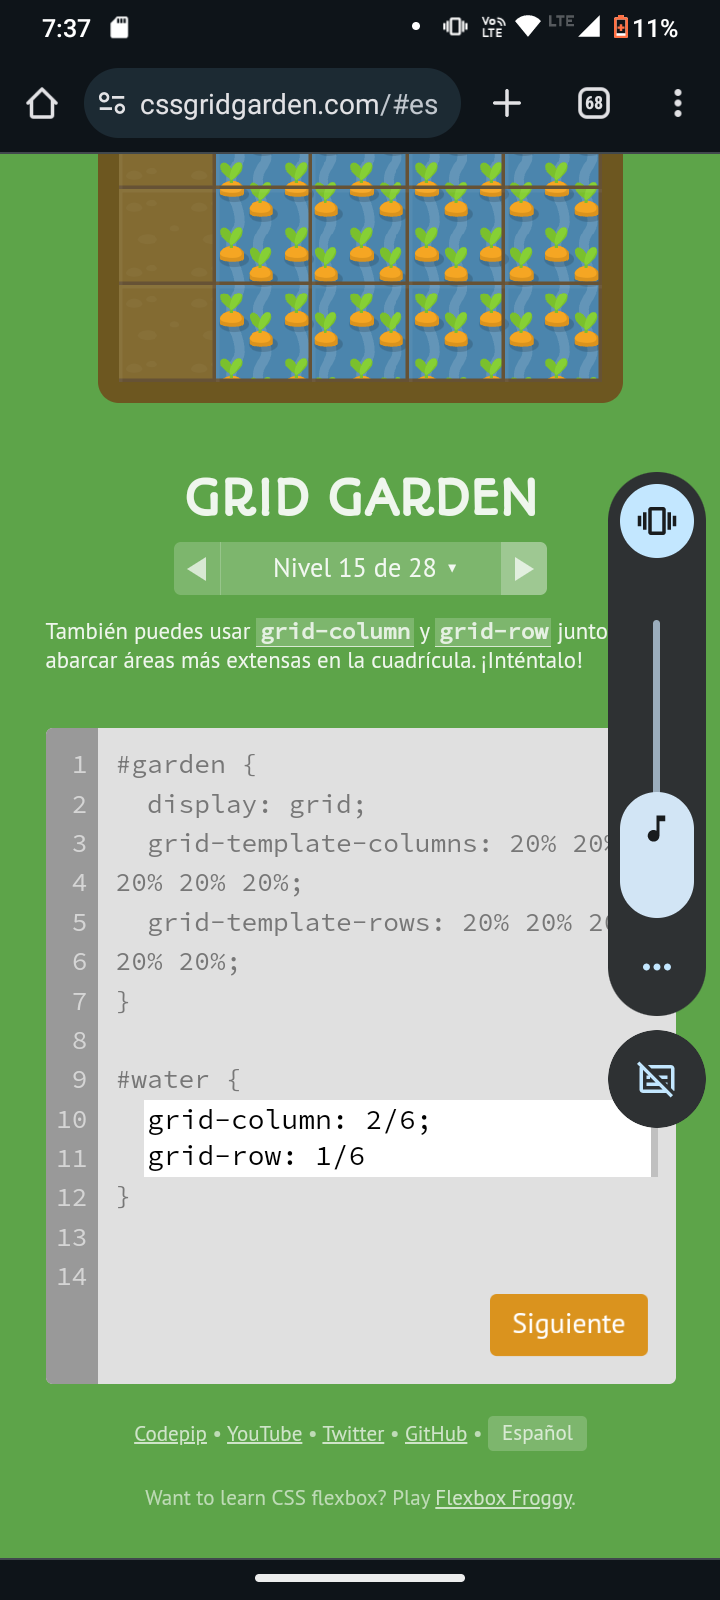 7:37 Vo LTE LTE 11%
cssgridgarden.com/#es 68
GRID GARDEN
Nivel 15 de 28
También puedes usar grid-column y grid-row junto
abarcar áreas más extensas en la cuadrícula. ¡Inténtalo!
1 #garden {
2 display: grid;
3 grid-template-columns: 20% 20%
4 20% 20% 20%;
5 grid-template-rows: 20% 20%
6 20% 20%;
7 }
8
9 #water {
10 grid-column: 2/6;
11 grid-row: 1/6
12 }
13
14
Siguiente
Codepip • YouTube • Twitter • GitHub • Español
Want to learn CSS flexbox? Play Flexbox Froggy.